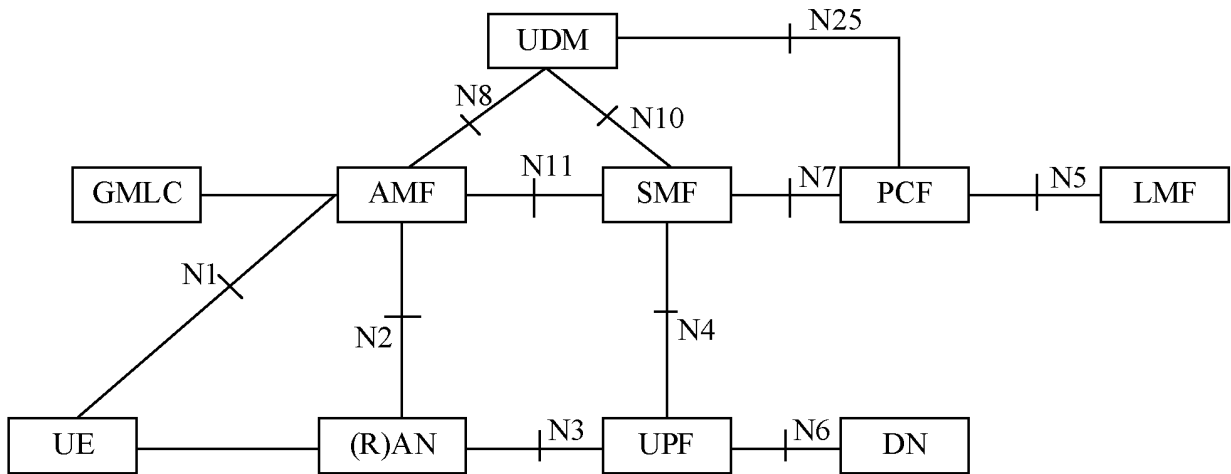 UDM
N25
N8
N10
GMLC
AMF
N11
SMF
N7
PCF
N5
LMF
N1
N2
N4
UE
(R)AN
N3
UPF
N6
DN